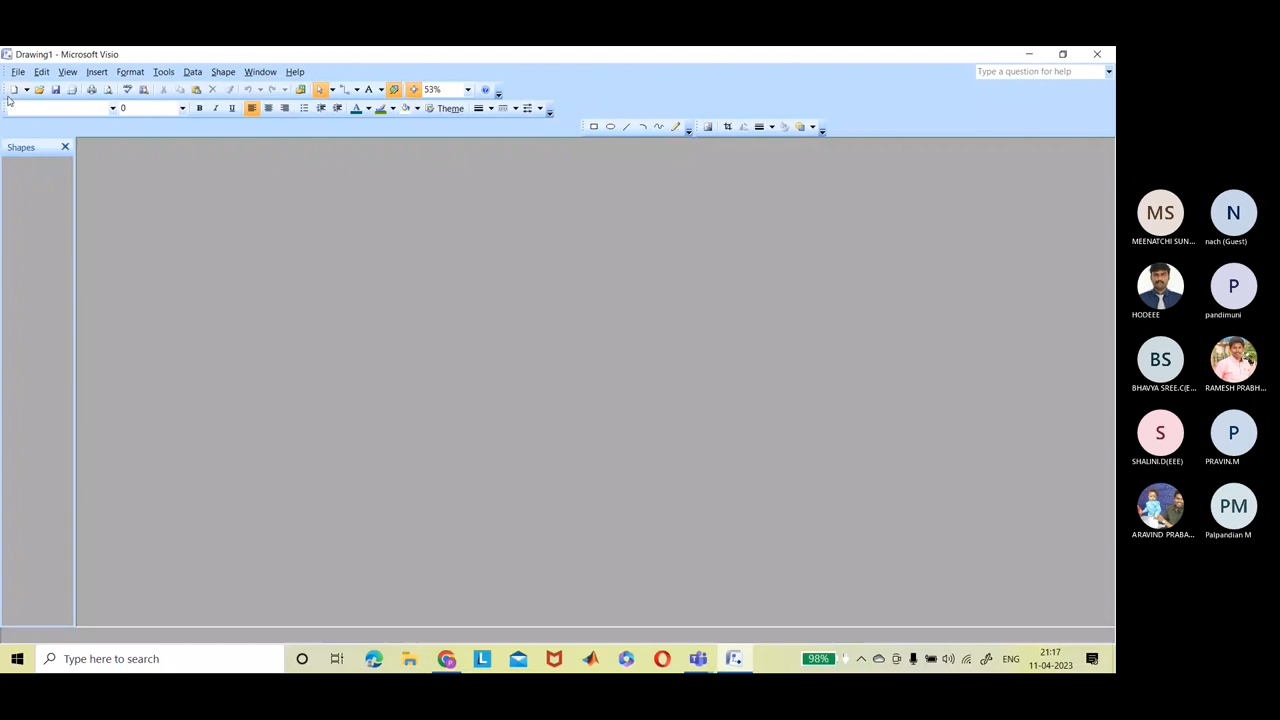 Drawing1 - Microsoft Visio
File Edit View Insert Format Tools Data Shape Window Help
Type a question for help
53%
0
Theme
Shapes
MS
N
MEENATCHI SUN...
nach (Guest)
P
HODEEE
pandimuni
BS
BHAVYA SREE.C(E...
RAMESH PRABH...
S
P
SHALINI.D(EEE)
PRAVIN.M
PM
ARAVIND PRABA...
Palpandian M
Type here to search
98%
ENG
21:17
11-04-2023